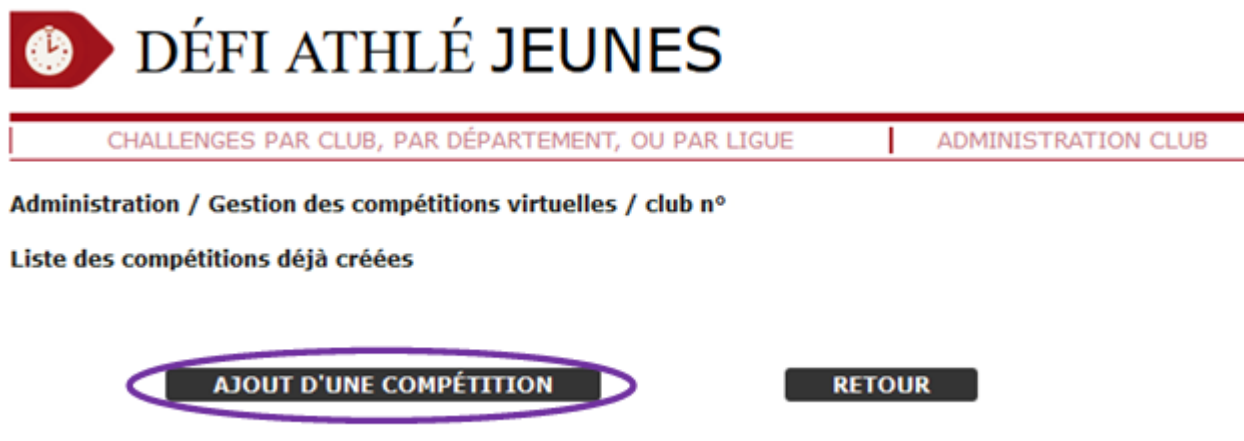 DÉFI ATHLÉ JEUNES
CHALLENGES PAR CLUB, PAR DÉPARTEMENT, OU PAR LIGUE ADMINISTRATION CLUB
Administration / Gestion des compétitions virtuelles / club n°
Liste des compétitions déjà créées
AJOUT D'UNE COMPÉTITION RETOUR